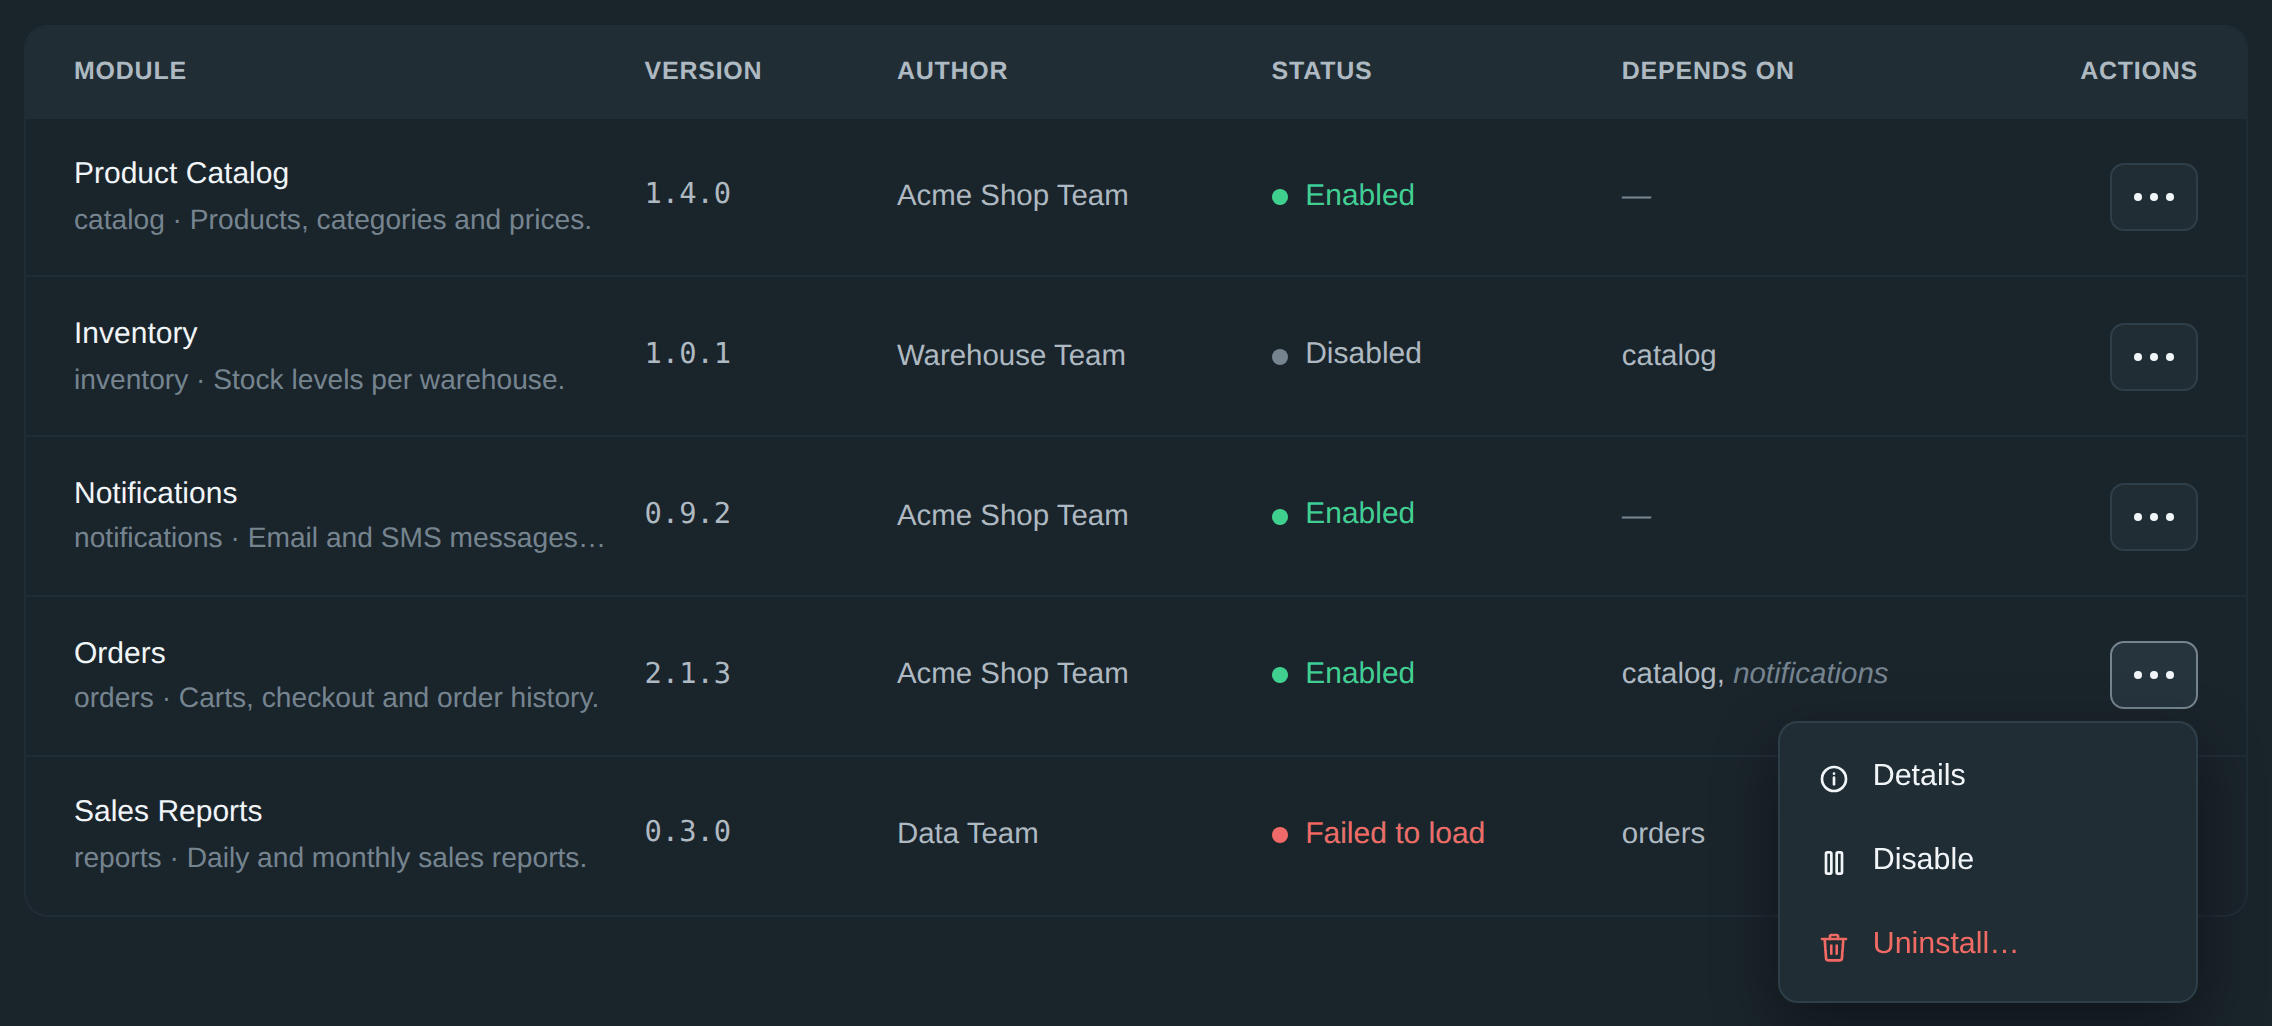 MODULE VERSION AUTHOR STATUS DEPENDS ON ACTIONS
Product Catalog
catalog · Products, categories and prices.
1.4.0 Acme Shop Team Enabled —
Inventory
inventory · Stock levels per warehouse.
1.0.1 Warehouse Team Disabled catalog
Notifications
notifications · Email and SMS messages…
0.9.2 Acme Shop Team Enabled —
Orders
orders · Carts, checkout and order history.
2.1.3 Acme Shop Team Enabled catalog, notifications
Sales Reports
reports · Daily and monthly sales reports.
0.3.0 Data Team Failed to load orders
Details
Disable
Uninstall…